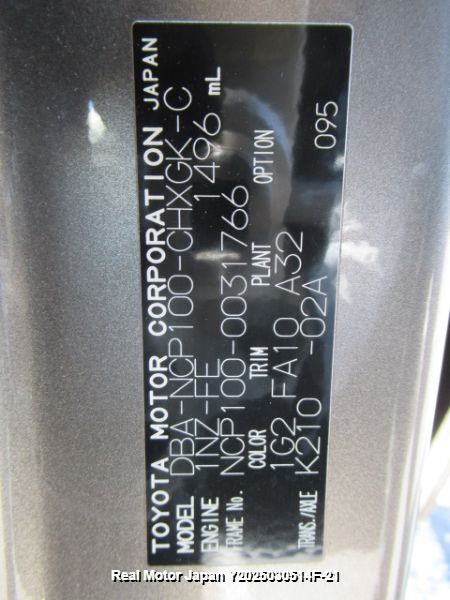 TOYOTA MOTOR CORPORATION JAPAN
MODEL DBA-NCP100-CHXGK-C
ENGINE 1NZ-FE 1496 mL
FRAME No. NCP100-0031766
COLOR TRIM PLANT OPTION
1G2 FA10 A32
TRANS./AXLE K210 -02A 095
Real Motor Japan Y2025030514F-21